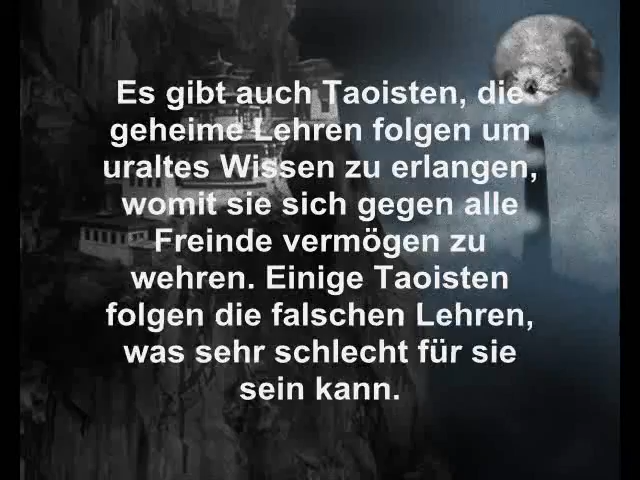 Es gibt auch Taoisten, die
geheime Lehren folgen um
uraltes Wissen zu erlangen,
womit sie sich gegen alle
Freinde vermögen zu
wehren. Einige Taoisten
folgen die falschen Lehren,
was sehr schlecht für sie
sein kann.